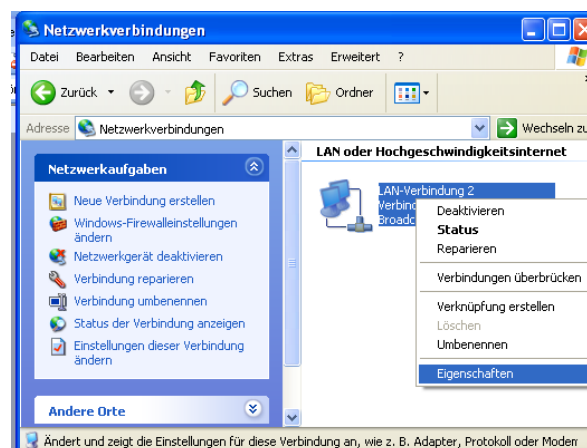 Netzwerkverbindungen
Datei Bearbeiten Ansicht Favoriten Extras Erweitert ?
Zurück Suchen Ordner
Adresse Netzwerkverbindungen Wechseln zu
Netzwerkaufgaben
Neue Verbindung erstellen
Windows-Firewalleinstellungen
ändern
Netzwerkgerät deaktivieren
Verbindung reparieren
Verbindung umbenennen
Status der Verbindung anzeigen
Einstellungen dieser Verbindung
ändern
Andere Orte
LAN oder Hochgeschwindigkeitsinternet
LAN-Verbindung 2
Verbind
Broadc
Deaktivieren
Status
Reparieren
Verbindungen überbrücken
Verknüpfung erstellen
Löschen
Umbenennen
Eigenschaften
Ändert und zeigt die Einstellungen für diese Verbindung an, wie z. B. Adapter, Protokoll oder Modem